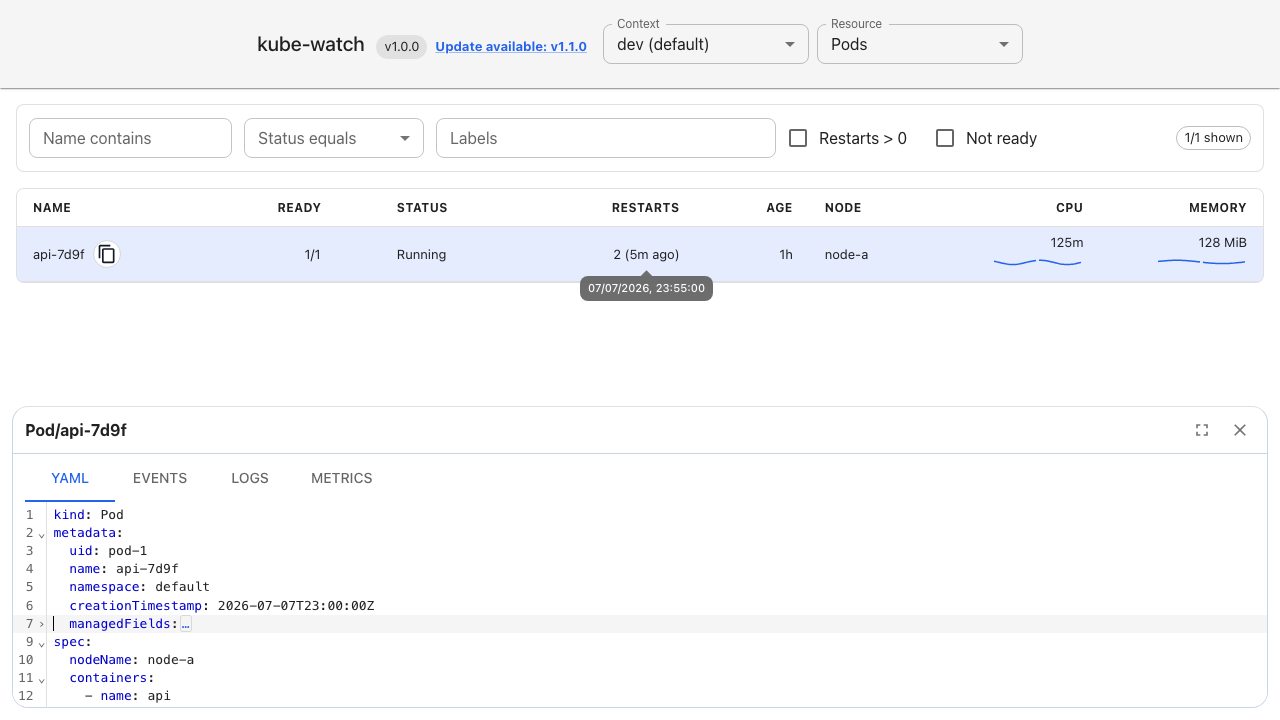 kube-watch
v1.0.0
Update available: v1.1.0
Context
dev (default)
Resource
Pods
Name contains
Status equals
Labels
Restarts > 0
Not ready
1/1 shown
NAME READY STATUS RESTARTS AGE NODE CPU MEMORY
api-7d9f 1/1 Running 2 (5m ago) 1h node-a 125m 128 MiB
07/07/2026, 23:55:00
Pod/api-7d9f
YAML EVENTS LOGS METRICS
1 kind: Pod
2 metadata:
3 uid: pod-1
4 name: api-7d9f
5 namespace: default
6 creationTimestamp: 2026-07-07T23:00:00Z
7 managedFields:…
9 spec:
10 nodeName: node-a
11 containers:
12 - name: api